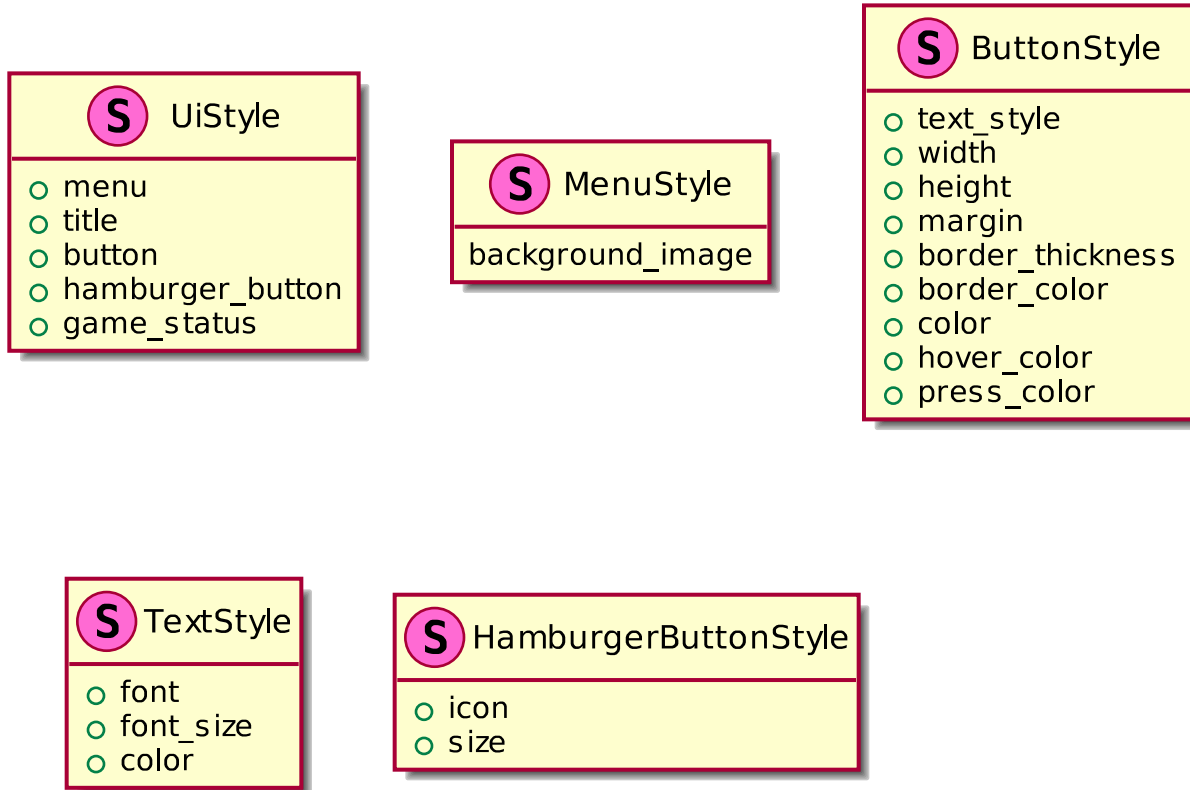 S UiStyle
menu
title
button
hamburger_button
game_status
S MenuStyle
background_image
S ButtonStyle
text_style
width
height
margin
border_thickness
border_color
color
hover_color
press_color
S TextStyle
font
font_size
color
S HamburgerButtonStyle
icon
size